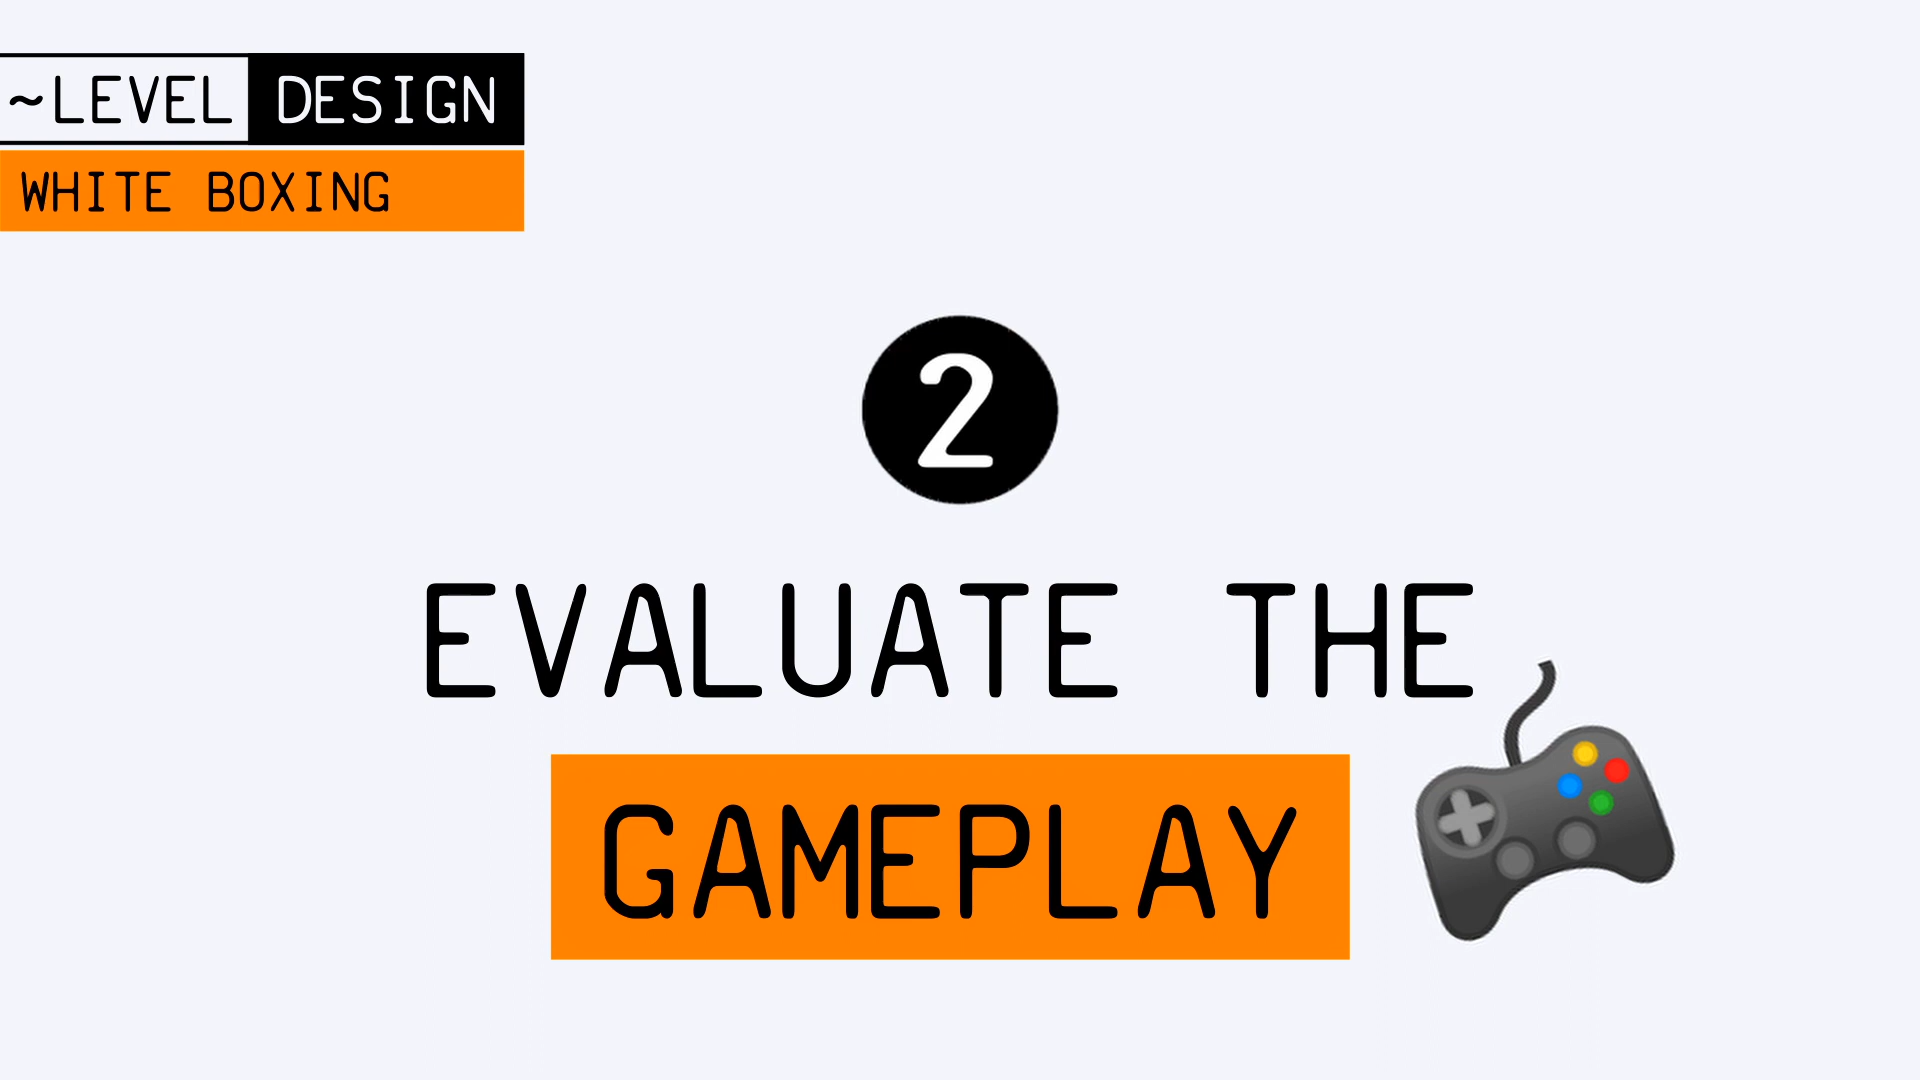 ~LEVEL DESIGN
WHITE BOXING
2
EVALUATE THE
GAMEPLAY